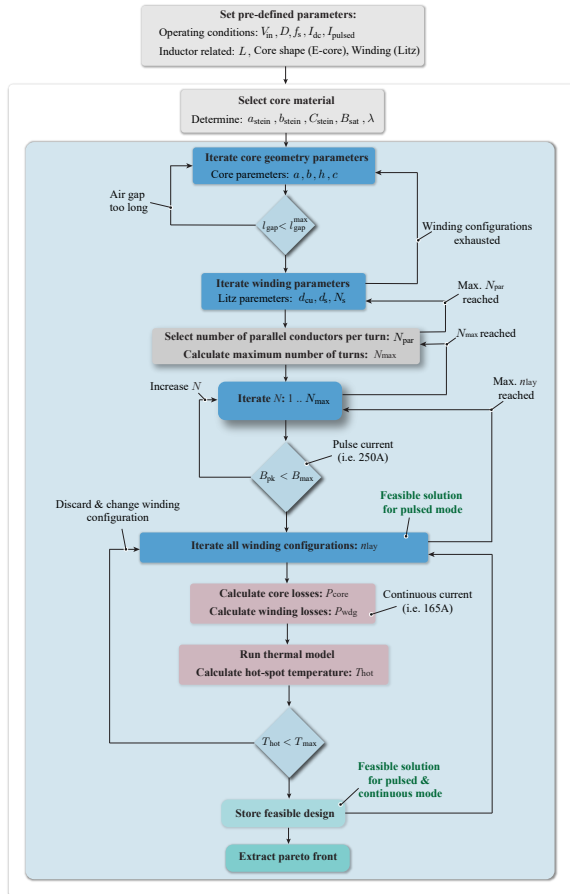 Set pre-defined parameters:
Operating conditions: V_in, D, f_s, I_dc, I_pulsed
Inductor related: L, Core shape (E-core), Winding (Litz)
Select core material
Determine: a_stein, b_stein, C_stein, B_sat, λ
Iterate core geometry parameters
Core paremeters: a, b, h, c
Air gap
too long
l_gap < l_gap^max
Winding configurations
exhausted
Iterate winding parameters
Litz paremeters: d_cu, d_s, N_s
Max. N_par
reached
Select number of parallel conductors per turn: N_par
Calculate maximum number of turns: N_max
N_max reached
Increase N
Iterate N: 1 .. N_max
Max. n_lay
reached
Pulse current
(i.e. 250A)
B_pk < B_max
Discard & change winding
configuration
Feasible solution
for pulsed mode
Iterate all winding configurations: n_lay
Calculate core losses: P_core
Calculate winding losses: P_wdg
Continuous current
(i.e. 165A)
Run thermal model
Calculate hot-spot temperature: T_hot
T_hot < T_max
Feasible solution
for pulsed &
continuous mode
Store feasible design
Extract pareto front